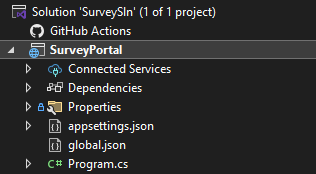 Solution 'SurveySln' (1 of 1 project)
GitHub Actions
SurveyPortal
Connected Services
Dependencies
Properties
appsettings.json
global.json
C# Program.cs